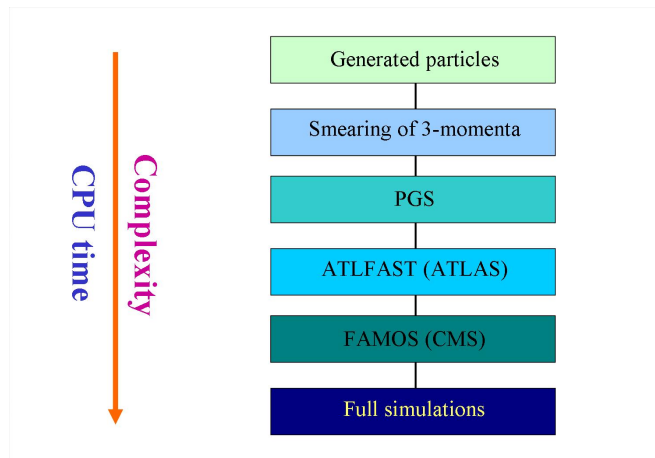 Generated particles
Smearing of 3-momenta
PGS
ATLFAST (ATLAS)
FAMOS (CMS)
Full simulations
CPU time
Complexity